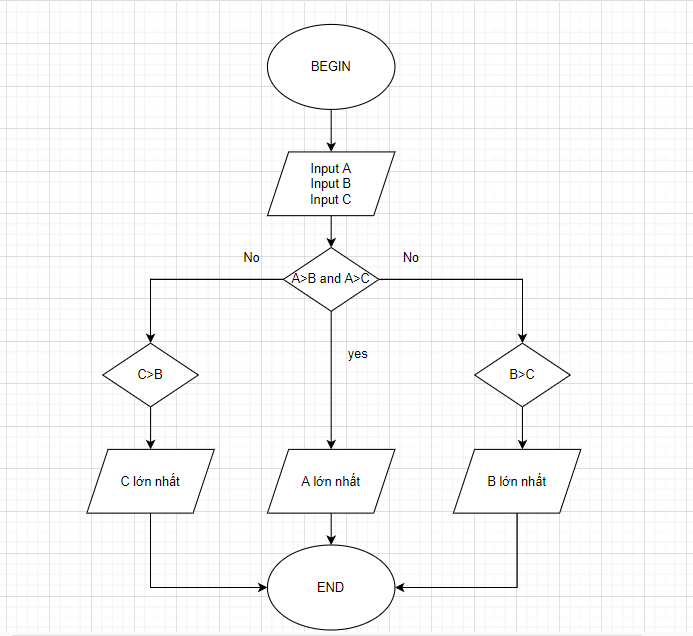 BEGIN
Input A
Input B
Input C
No
A>B and A>C
No
yes
C>B
B>C
C lớn nhất
A lớn nhất
B lớn nhất
END